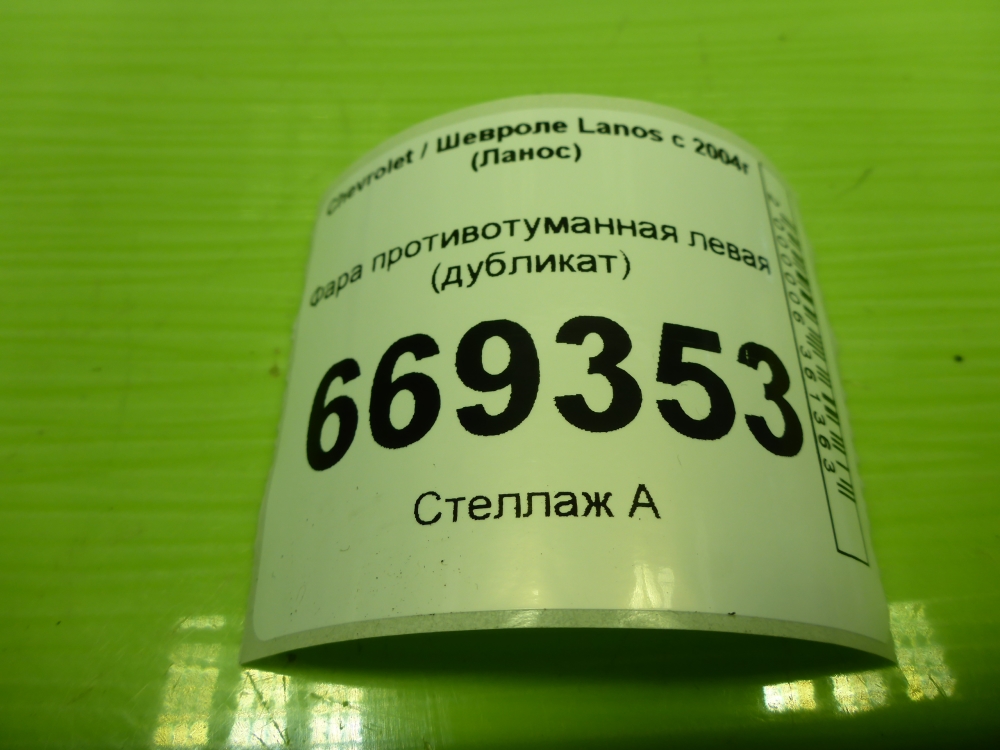 Chevrolet / Шевроле Lanos с 2004г
(Ланос)
Фара противотуманная левая
(дубликат)
669353
Стеллаж А